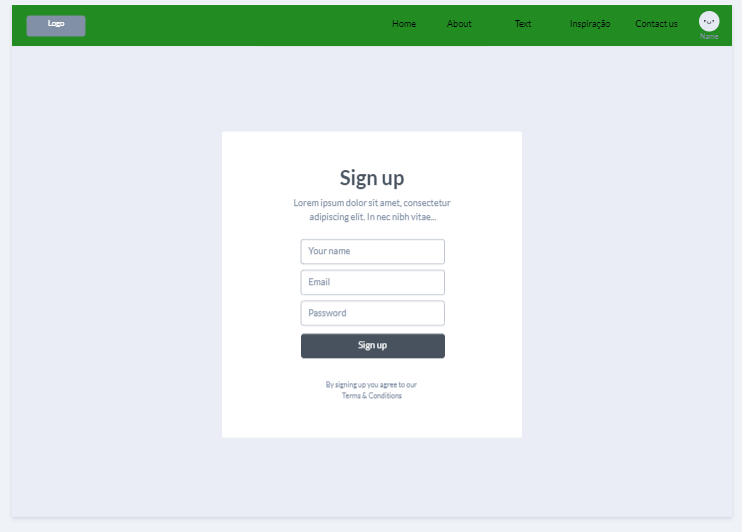 Logo
Home
About
Text
Inspiração
Contact us
Name
Sign up
Lorem ipsum dolor sit amet, consectetur
adipiscing elit. In nec nibh vitae...
Your name
Email
Password
Sign up
By signing up you agree to our
Terms & Conditions